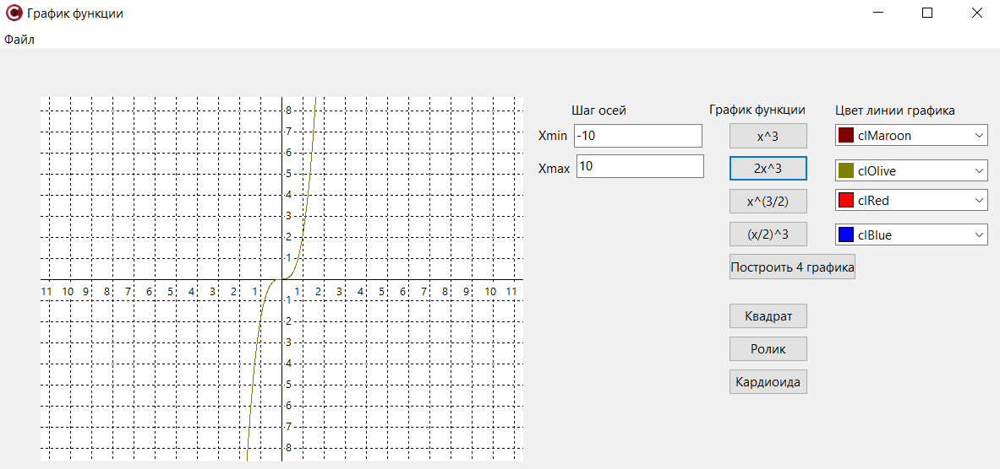 График функции
Файл
Шаг осей
График функции
Цвет линии графика
Xmin -10
x^3
clMaroon
Xmax 10
2x^3
clOlive
x^(3/2)
clRed
(x/2)^3
clBlue
Построить 4 графика
Квадрат
Ролик
Кардиоида
8
7
6
5
4
3
2
1
11 10 9 8 7 6 5 4 3 2 1 1 2 3 4 5 6 7 8 9 10 11
1
2
3
4
5
6
7
8